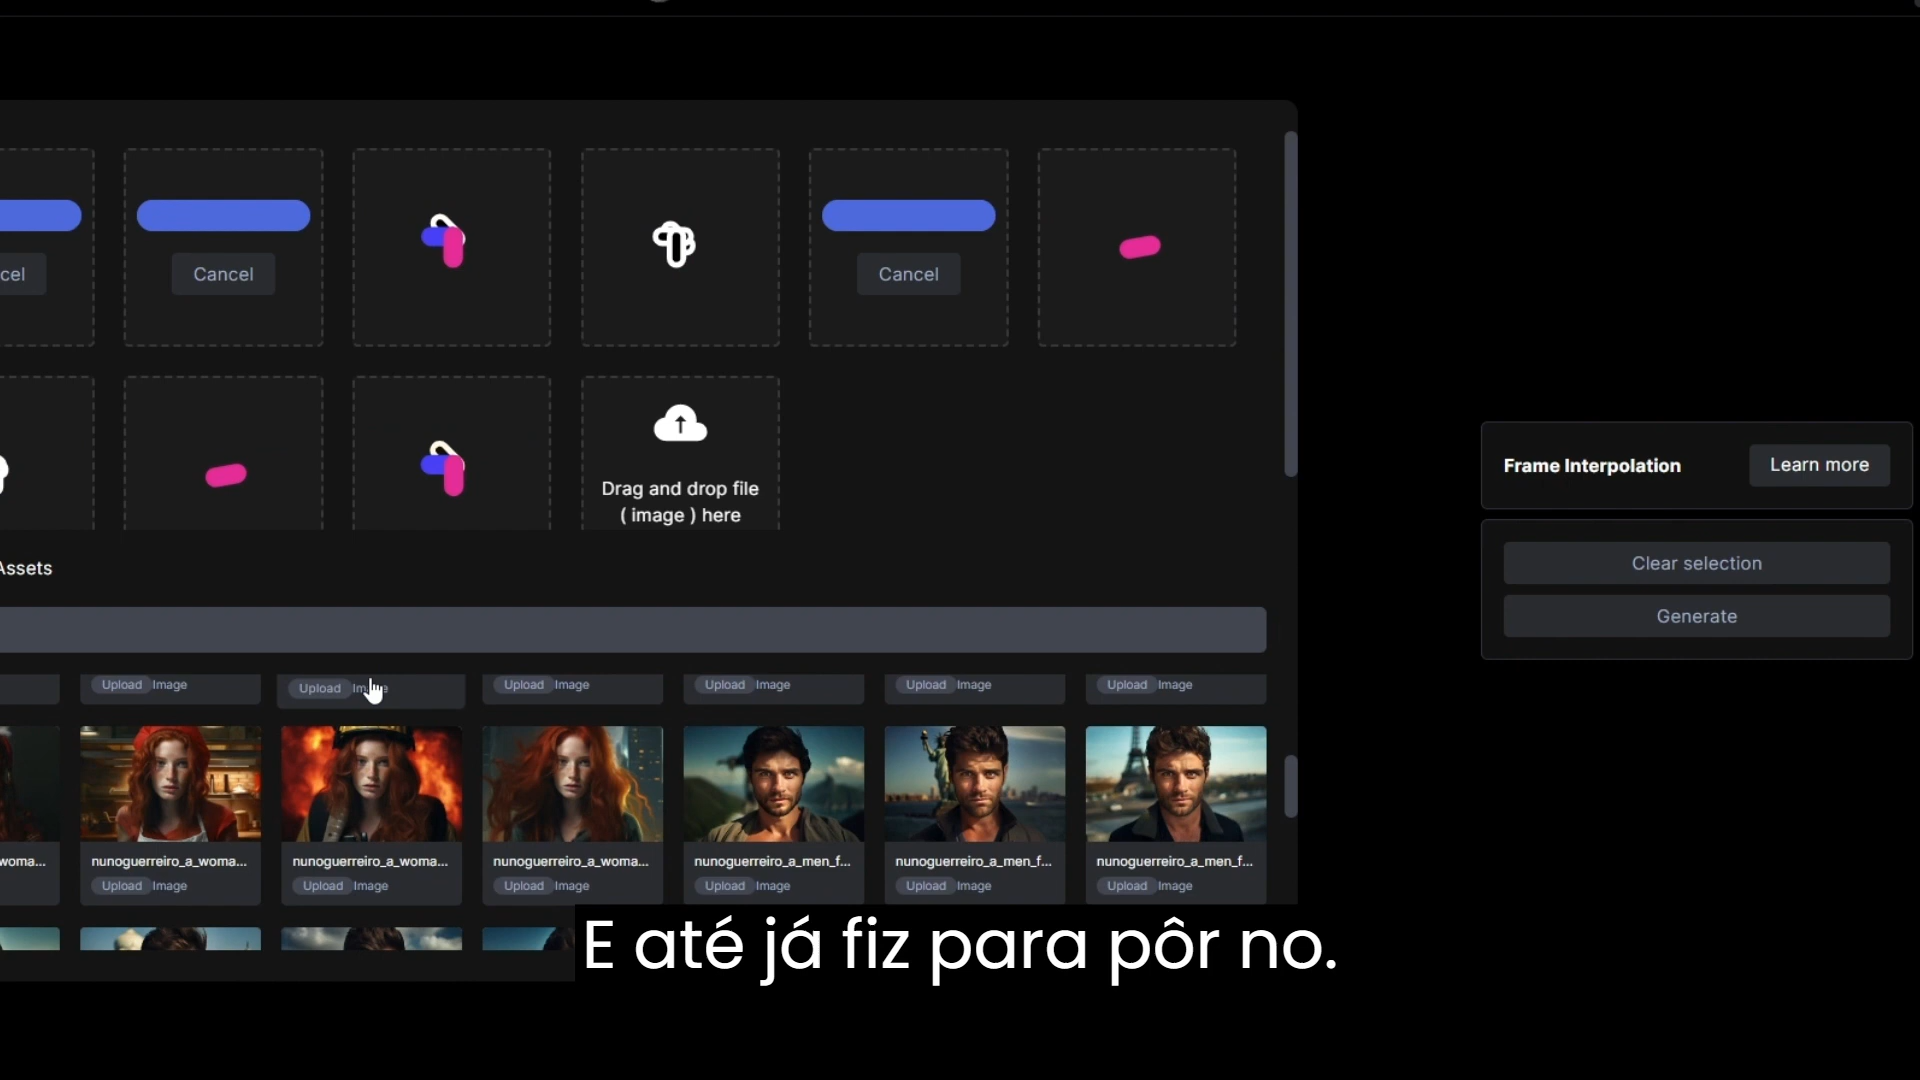 cel
Cancel
Cancel
Drag and drop file
( image ) here
Frame Interpolation
Learn more
Assets
Clear selection
Generate
Upload Image
Upload
Upload Image
Upload Image
Upload Image
Upload Image
woma...
nunoguerreiro_a_woma...
nunoguerreiro_a_woma...
nunoguerreiro_a_woma...
nunoguerreiro_a_men_f...
nunoguerreiro_a_men_f...
nunoguerreiro_a_men_f...
Upload Image
Upload Image
Upload Image
Upload Image
Upload Image
Upload Image
E até já fiz para pôr no.